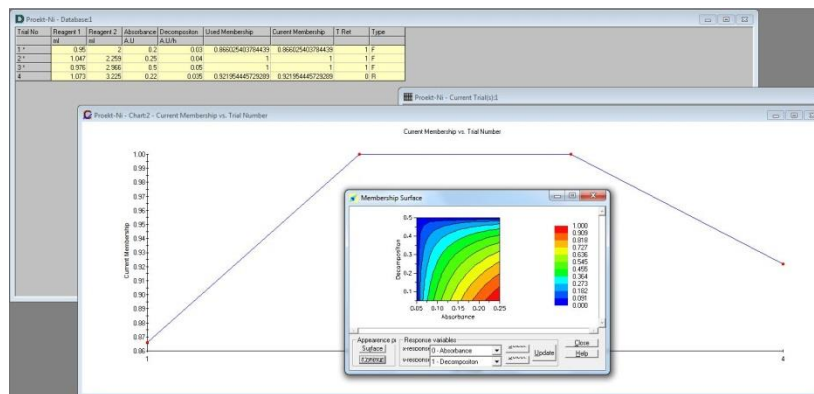 Proekt-Ni - Database:1
Trial No Reagent 1 Reagent 2 Absorbance Decompositon Used Membership Current Membership T Ret Type
ml ml A.U A.U/h
1 * 0.95 2 0.2 0.03 0.866025403784439 0.866025403784439 1 F
2 * 1.047 2.259 0.25 0.04 1 1 1 F
3 * 0.976 2.966 0.5 0.05 1 1 1 F
4 1.073 3.225 0.22 0.035 0.921954445729289 0.921954445729289 0 R
Proekt-Ni - Current Trial(s):1
Proekt-Ni - Chart:2 - Current Membership vs. Trial Number
Current Membership vs. Trial Number
1.00
0.99
0.98
0.97
0.96
0.95
0.94
0.93
0.92
0.91
0.90
0.89
0.88
0.87
0.86
Current Membership
1
4
Membership Surface
0.5
0.4
0.3
0.2
0.1
Decompositon
0.05 0.10 0.15 0.20 0.25
Absorbance
1.000
0.909
0.818
0.727
0.636
0.545
0.455
0.364
0.273
0.182
0.091
0.000
Appearence Response variables
Surface
0 - Absorbance
1 - Decompositon
Update
Close
Help